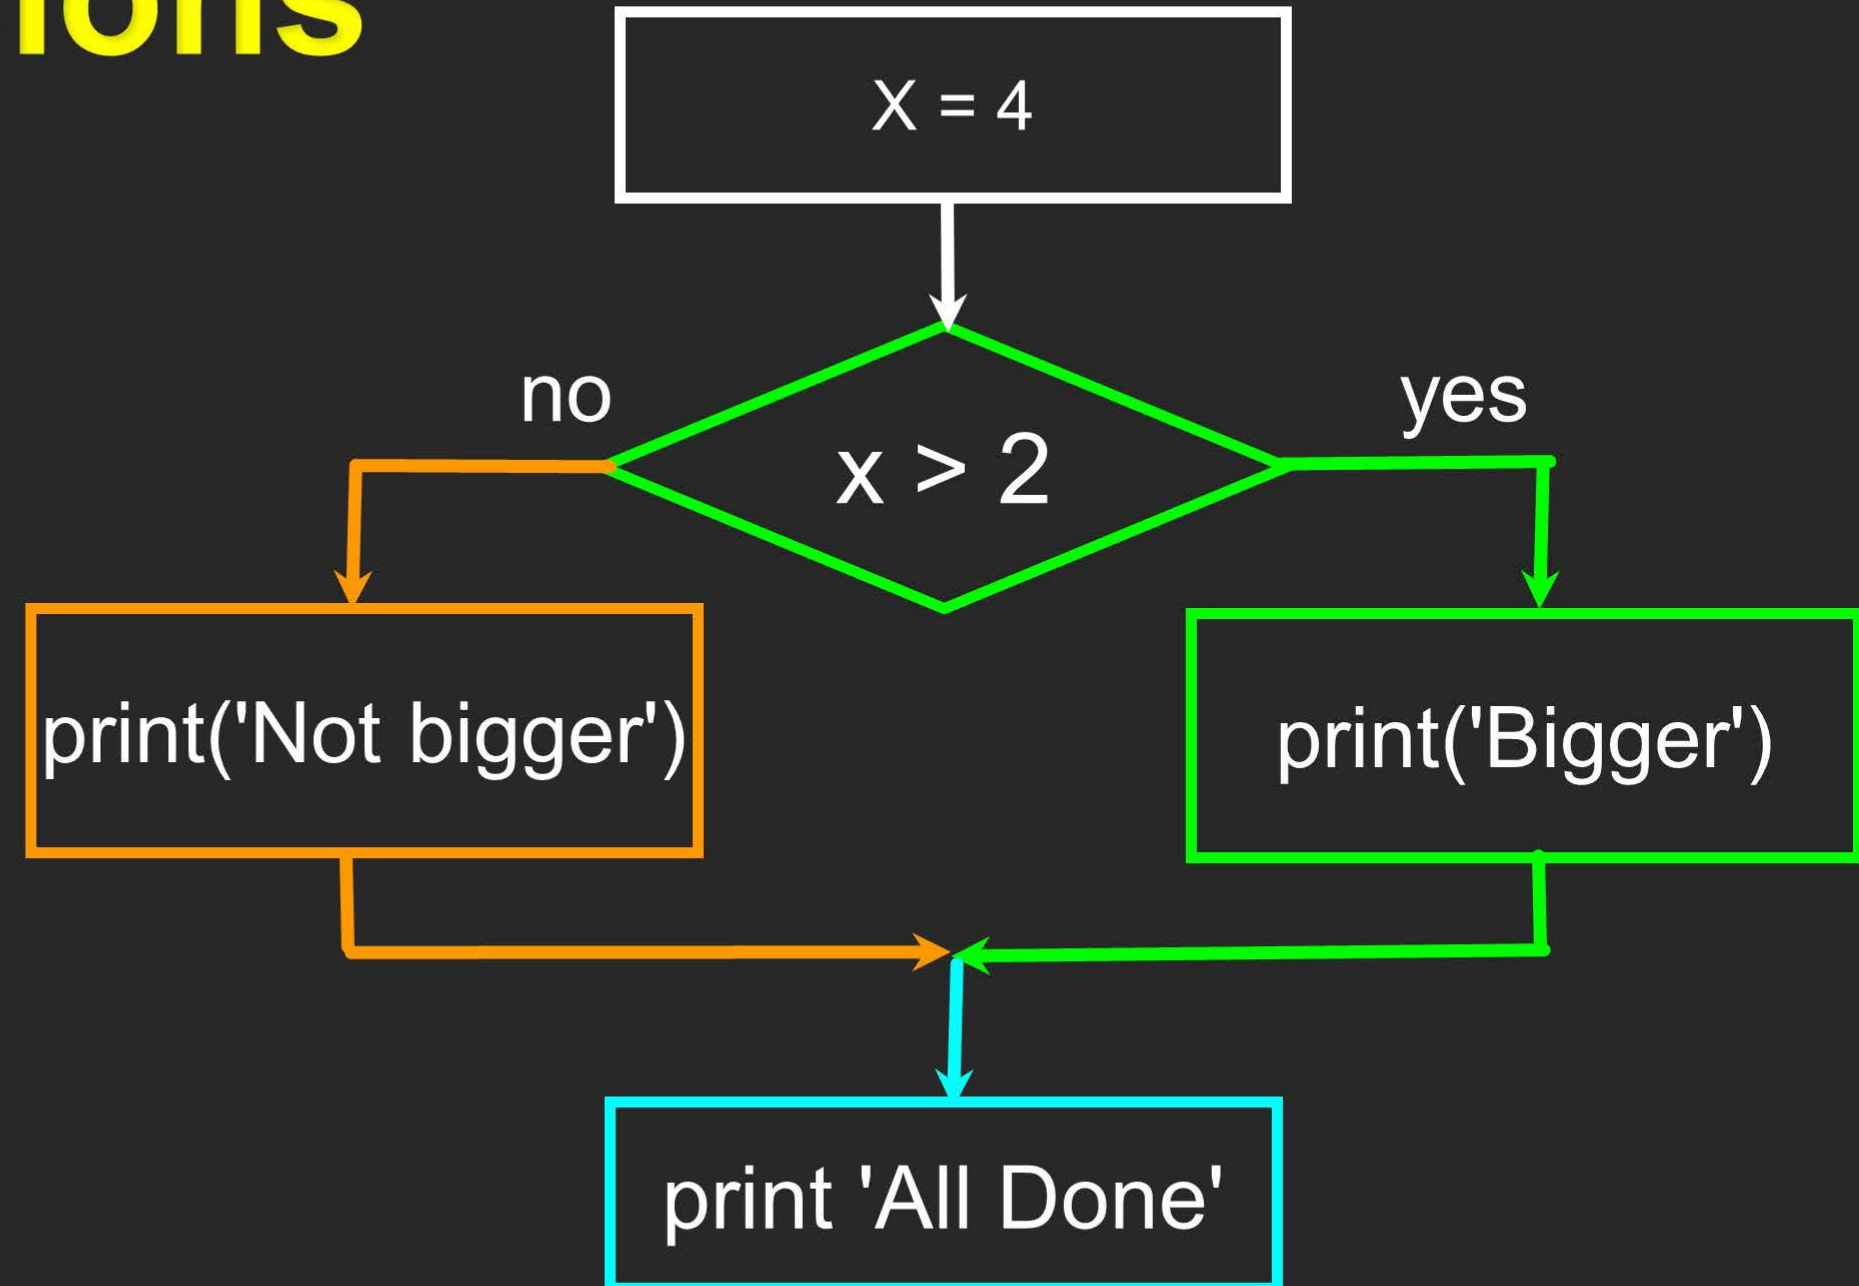 X = 4
no
yes
x > 2
print('Not bigger')
print('Bigger')
print 'All Done'